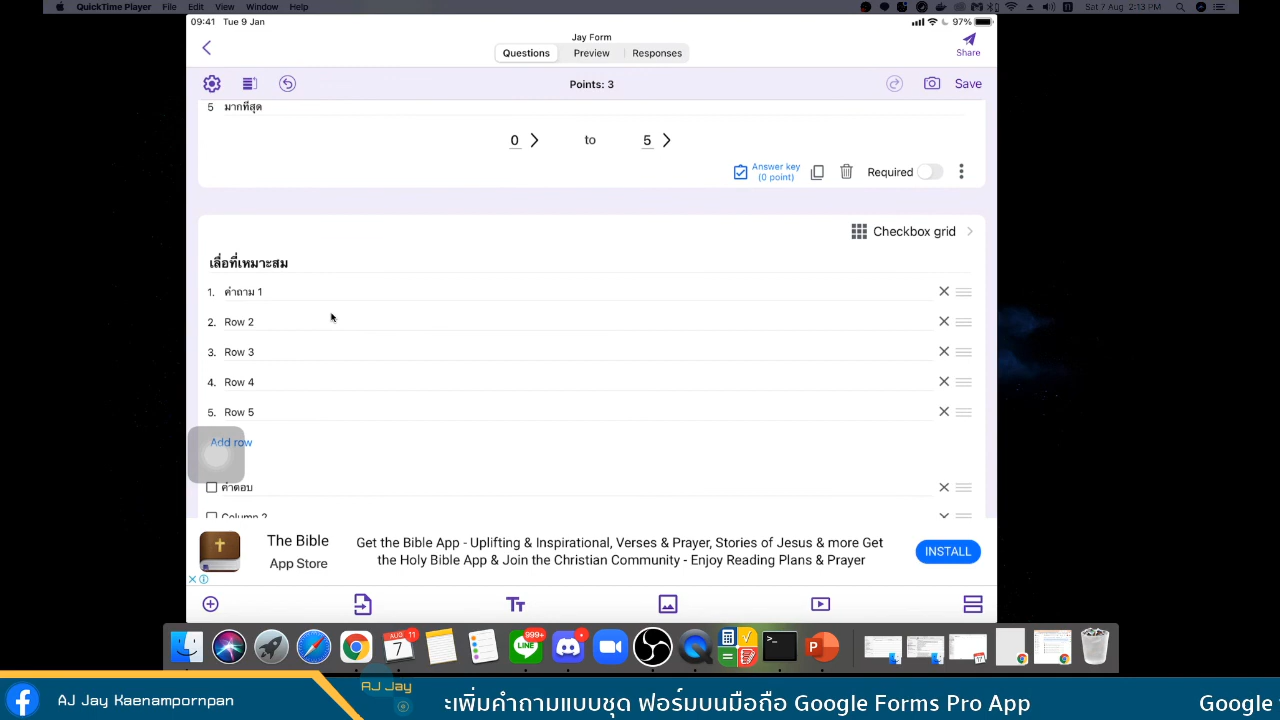 QuickTime Player File Edit View Window Help
Sat 7 Aug 2:13 PM
09:41 Tue 9 Jan
97%
Jay Form
Questions Preview Responses
Share
Points: 3
Save
5 มากที่สุด
0 to 5
Answer key
(0 point)
Required
Checkbox grid
เลื่อที่เหมาะสม
1. คำถาม 1
2. Row 2
3. Row 3
4. Row 4
5. Row 5
Add row
คำตอบ
Column 2
The Bible
App Store
Get the Bible App - Uplifting & Inspirational, Verses & Prayer, Stories of Jesus & more Get
the Holy Bible App & Join the Christian Community - Enjoy Reading Plans & Prayer
INSTALL
AUG
7
11
999+
LINE
AJ Jay Kaenampornpan
AJ Jay
ะเพิ่มคำถามแบบชุด ฟอร์มบนมือถือ Google Forms Pro App
Google